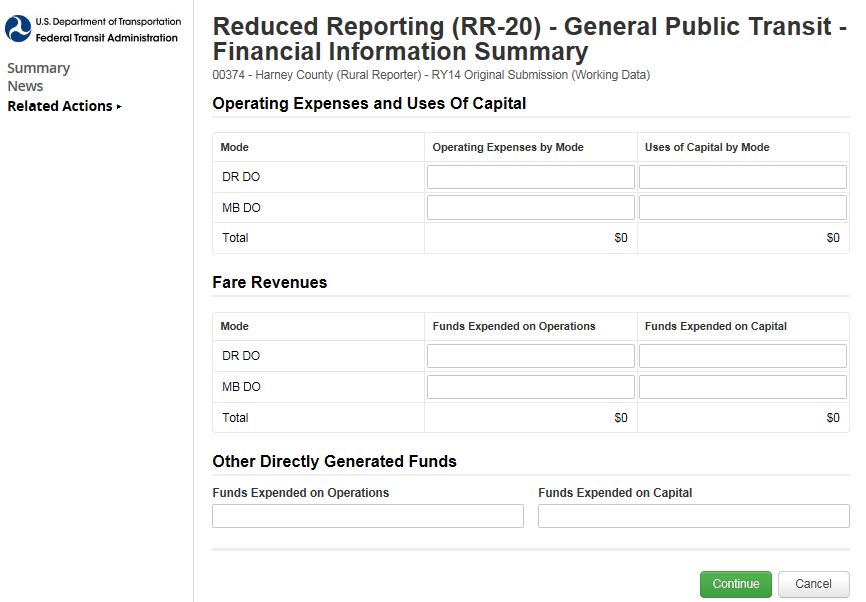 U.S. Department of Transportation
Federal Transit Administration
Summary
News
Related Actions ▸
Reduced Reporting (RR-20) - General Public Transit -
Financial Information Summary
00374 - Harney County (Rural Reporter) - RY14 Original Submission (Working Data)
Operating Expenses and Uses Of Capital
Mode Operating Expenses by Mode Uses of Capital by Mode
DR DO
MB DO
Total $0 $0
Fare Revenues
Mode Funds Expended on Operations Funds Expended on Capital
DR DO
MB DO
Total $0 $0
Other Directly Generated Funds
Funds Expended on Operations Funds Expended on Capital
Continue Cancel